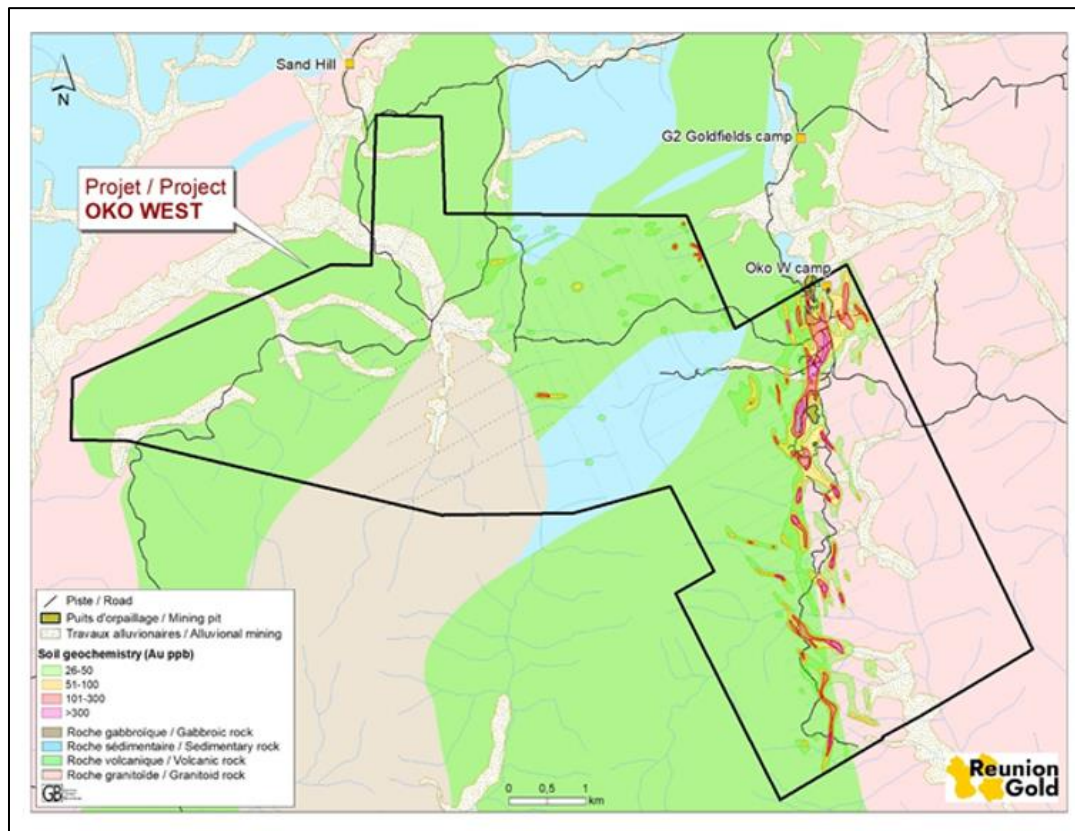 Sand Hill
N
G2 Goldfields camp
Projet / Project
OKO WEST
Oko W camp
Piste / Road
Puits d'orpaillage / Mining pit
Travaux alluvionaires / Alluvional mining
Soil geochemistry (Au ppb)
26-50
51-100
101-300
>300
Roche gabbroïque / Gabbroic rock
Roche sédimentaire / Sedimentary rock
Roche volcanique / Volcanic rock
Roche granitoïde / Granitoid rock
0 0,5 1
km
Reunion
Gold